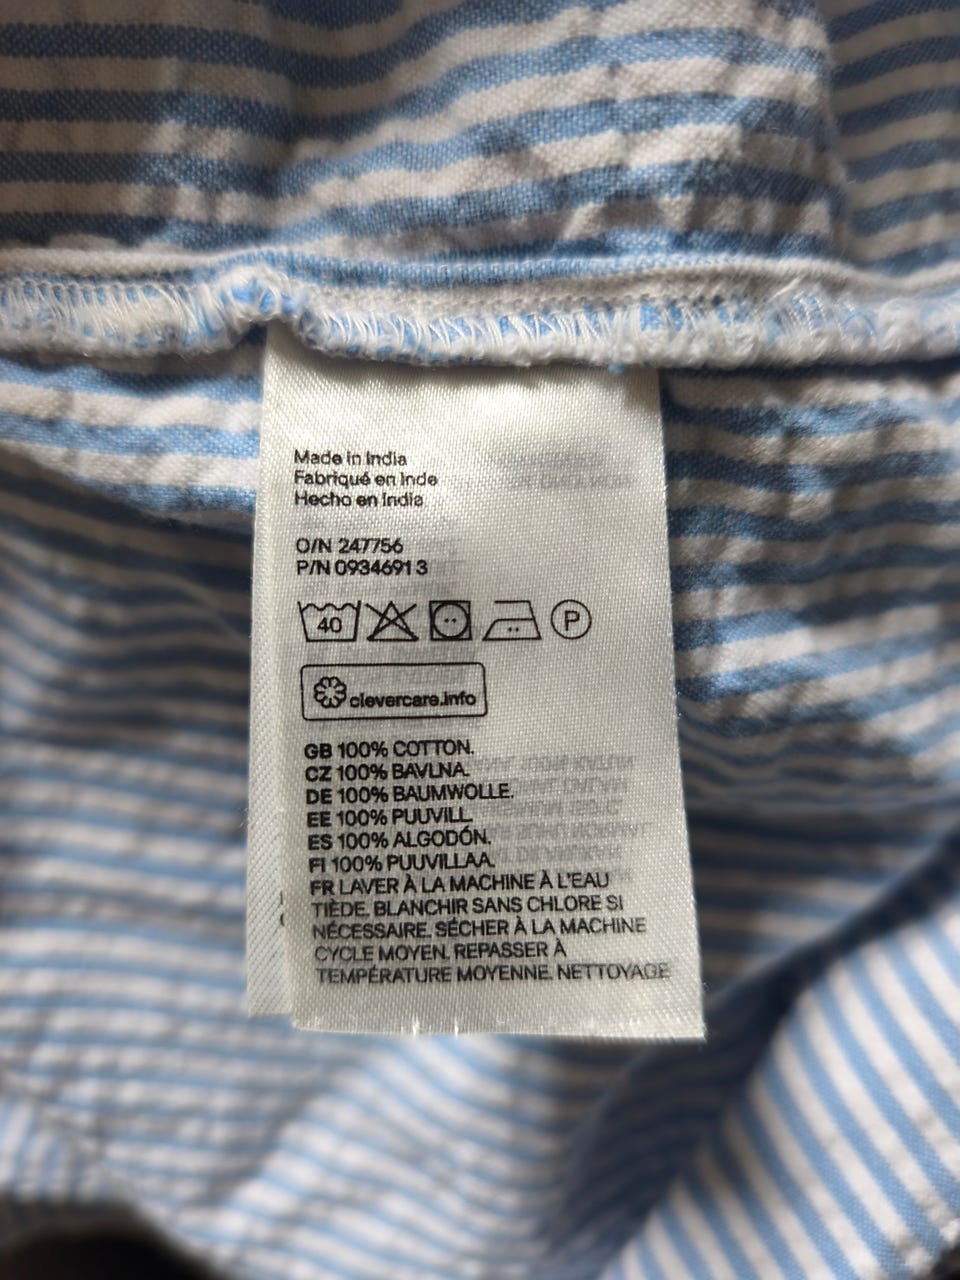 Made in India
Fabriqué en Inde
Hecho en India
O/N 247756
P/N 09346913
40 P
clevercare.info
GB 100% COTTON.
CZ 100% BAVLNA.
DE 100% BAUMWOLLE.
EE 100% PUUVILL.
ES 100% ALGODÓN.
FI 100% PUUVILLAA.
FR LAVER À LA MACHINE À L'EAU
TIÈDE. BLANCHIR SANS CHLORE SI
NÉCESSAIRE. SÉCHER À LA MACHINE
CYCLE MOYEN. REPASSER À
TEMPÉRATURE MOYENNE. NETTOYAGE